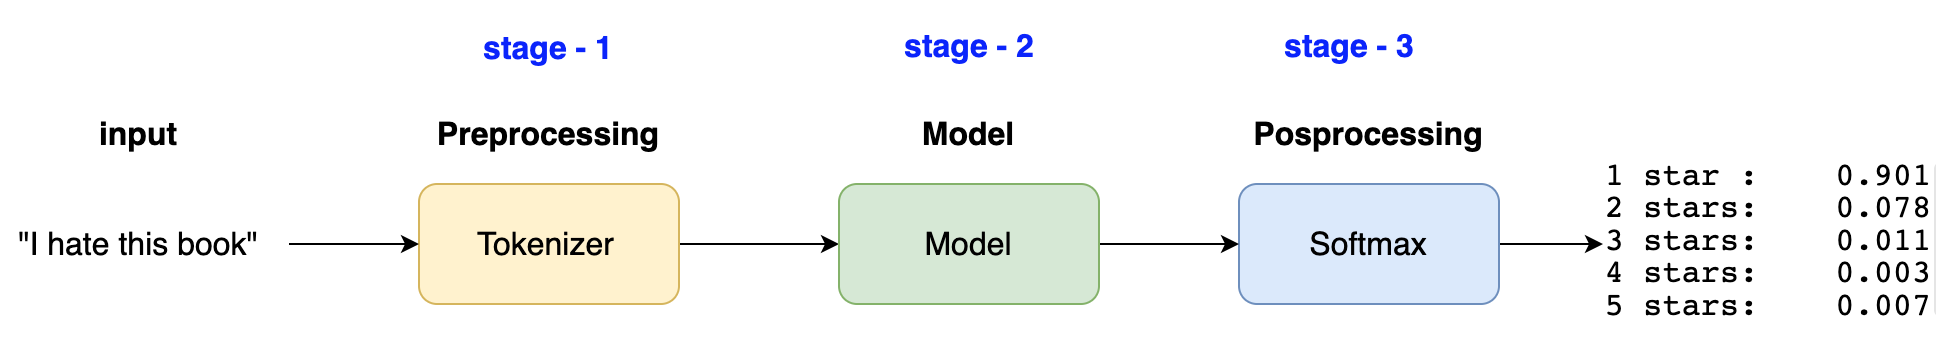 stage - 1
stage - 2
stage - 3
input
Preprocessing
Model
Posprocessing
"I hate this book"
Tokenizer
Model
Softmax
1 star : 0.901
2 stars: 0.078
3 stars: 0.011
4 stars: 0.003
5 stars: 0.007